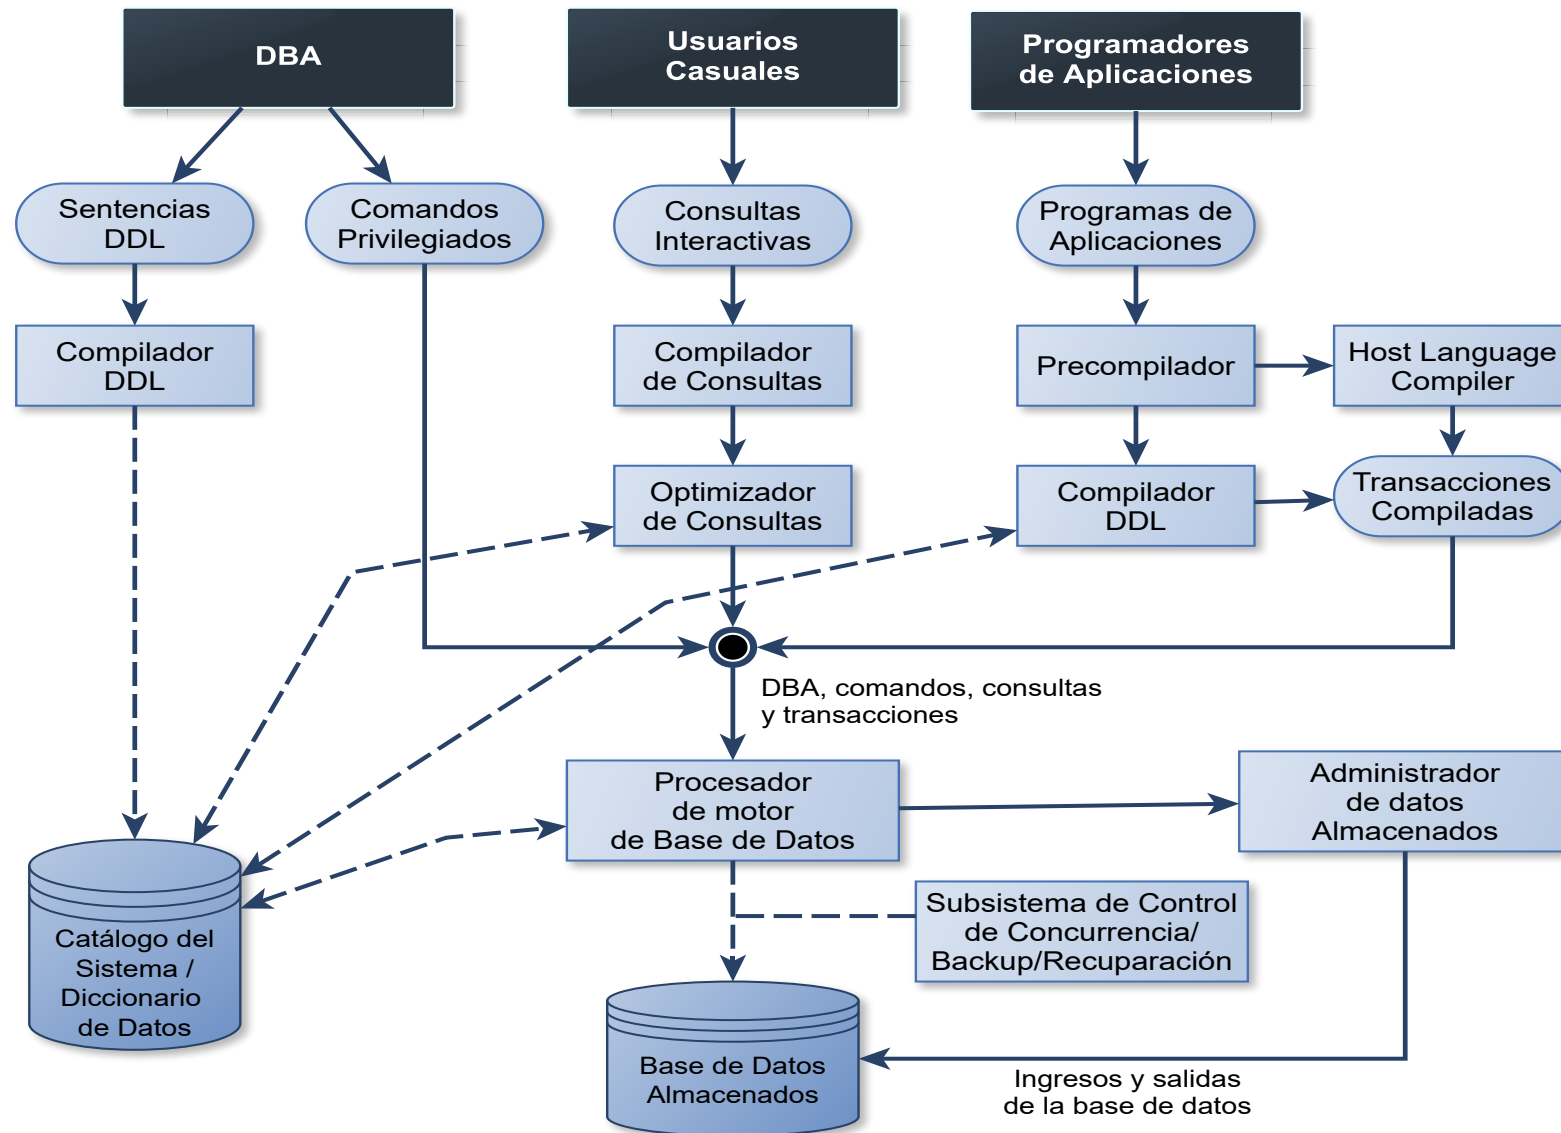 DBA
Usuarios
Casuales
Programadores
de Aplicaciones
Sentencias
DDL
Comandos
Privilegiados
Consultas
Interactivas
Programas de
Aplicaciones
Compilador
DDL
Compilador
de Consultas
Precompilador
Host Language
Compiler
Optimizador
de Consultas
Compilador
DDL
Transacciones
Compiladas
DBA, comandos, consultas
y transacciones
Procesador
de motor
de Base de Datos
Administrador
de datos
Almacenados
Subsistema de Control
de Concurrencia/
Backup/Recuparación
Catálogo del
Sistema /
Diccionario
de Datos
Base de Datos
Almacenados
Ingresos y salidas
de la base de datos